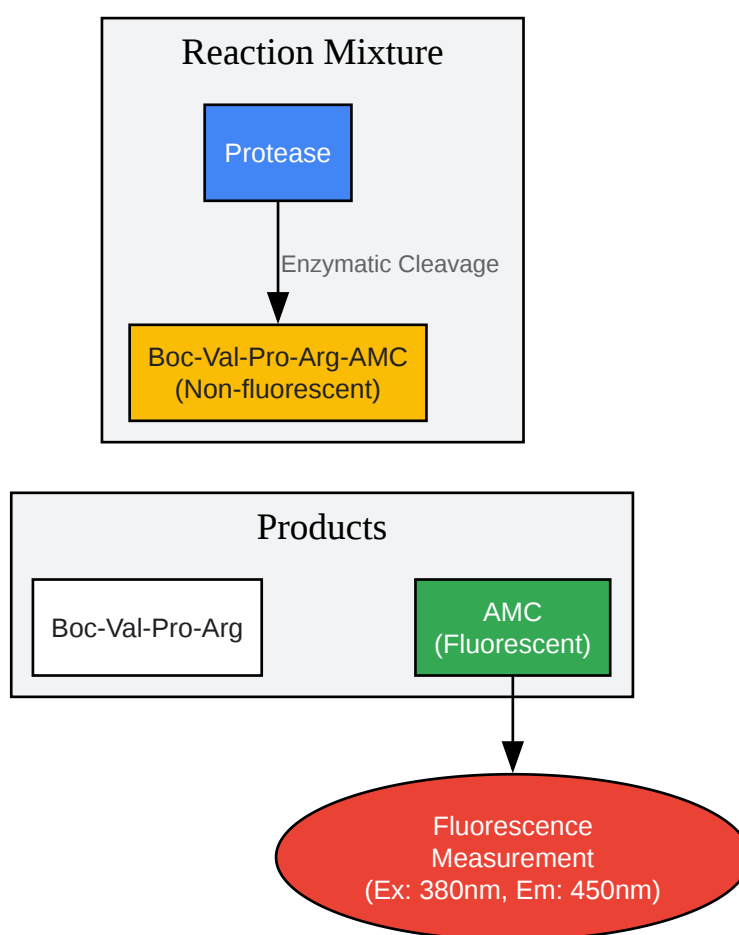 Reaction Mixture
Protease
Enzymatic Cleavage
Boc-Val-Pro-Arg-AMC
(Non-fluorescent)
Products
Boc-Val-Pro-Arg
AMC
(Fluorescent)
Fluorescence
Measurement
(Ex: 380nm, Em: 450nm)